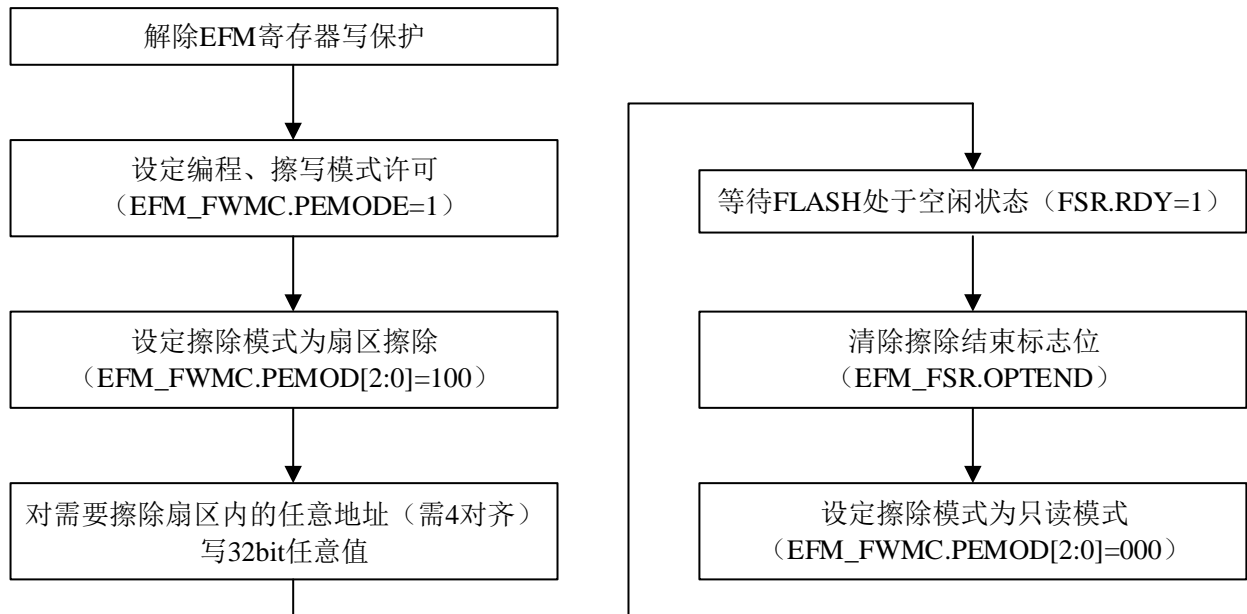 解除EFM寄存器写保护
设定编程、擦写模式许可
（EFM_FWMC.PEMODE=1）
设定擦除模式为扇区擦除
（EFM_FWMC.PEMOD[2:0]=100）
对需要擦除扇区内的任意地址（需4对齐）
写32bit任意值
等待FLASH处于空闲状态（FSR.RDY=1）
清除擦除结束标志位
（EFM_FSR.OPTEND）
设定擦除模式为只读模式
（EFM_FWMC.PEMOD[2:0]=000）